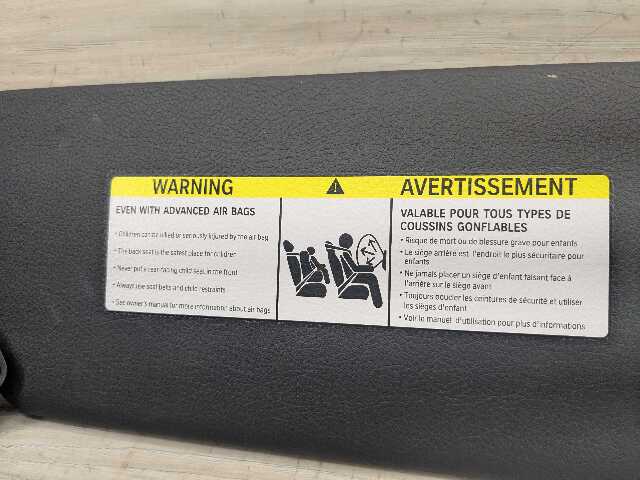 WARNING
EVEN WITH ADVANCED AIR BAGS
• Children can be killed or seriously injured by the air bag
• The back seat is the safest place for children
• Never put a rear-facing child seat in the front
• Always use seat belts and child restraints
• See owner's manual for more information about air bags
AVERTISSEMENT
VALABLE POUR TOUS TYPES DE
COUSSINS GONFLABLES
• Risque de mort ou de blessure grave pour enfants
• Le siège arrière est l'endroit le plus sécuritaire pour
enfants
• Ne jamais placer un siège d'enfant faisant face à
l'arrière sur le siège avant
• Toujours boucler les ceintures de sécurité et utiliser
les sièges d'enfant
• Voir le manuel d'utilisation pour plus d'informations